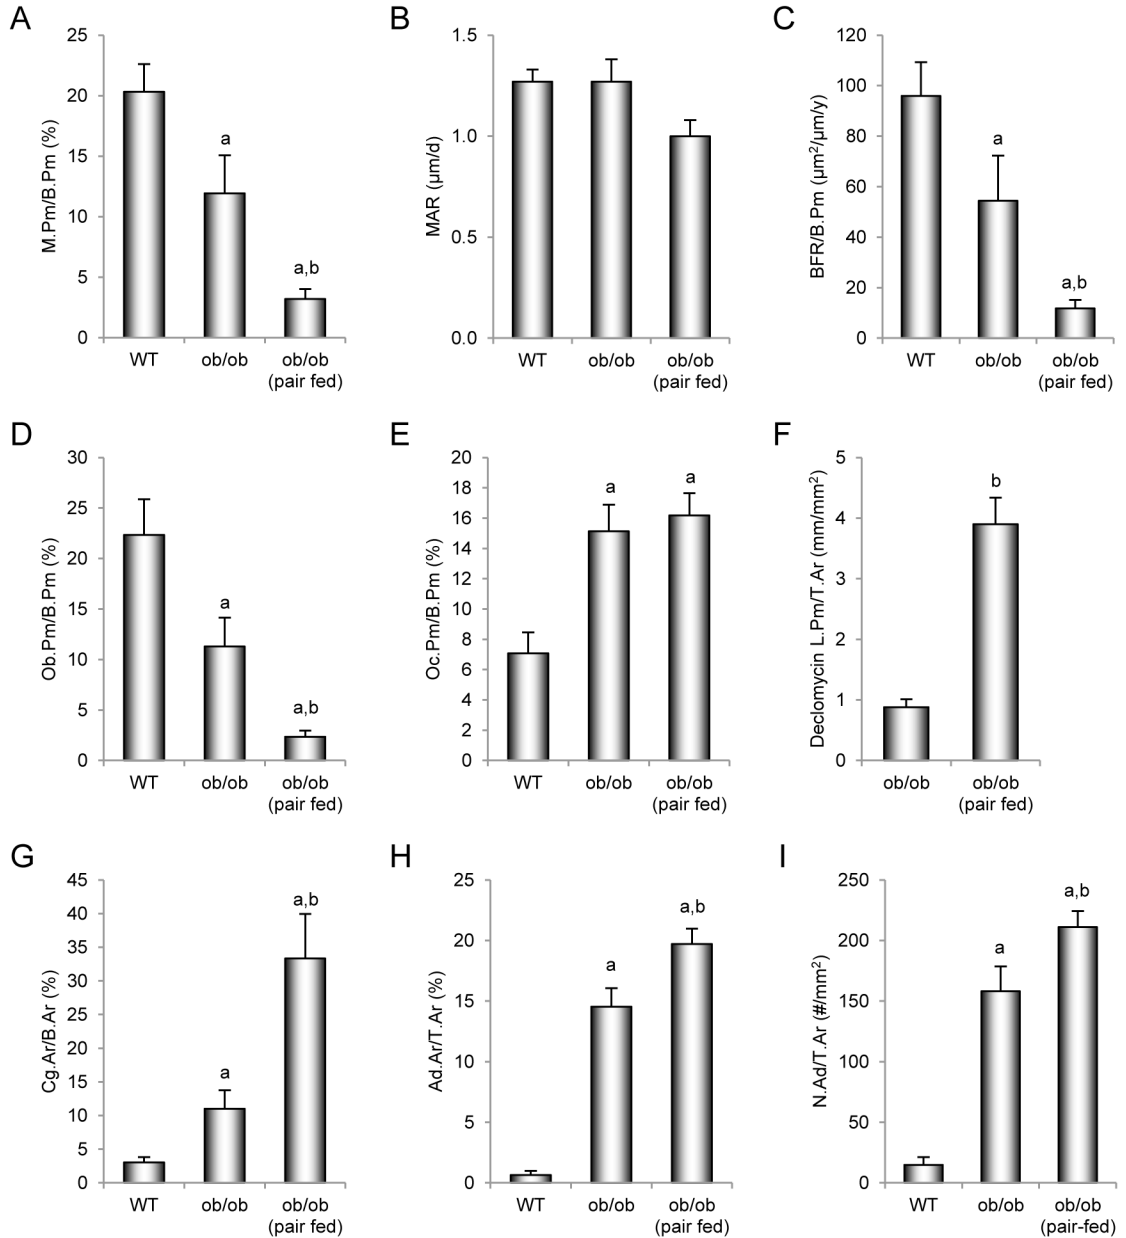 A
M.Pm/B.Pm (%)
25
20
15
10
5
0
a
a,b
WT
ob/ob
ob/ob
(pair fed)
B
MAR (µm/d)
1.5
1.0
0.5
0.0
WT
ob/ob
ob/ob
(pair fed)
C
BFR/B.Pm (µm²/µm/y)
120
100
80
60
40
20
0
a
a,b
WT
ob/ob
ob/ob
(pair fed)
D
Ob.Pm/B.Pm (%)
30
25
20
15
10
5
0
a
a,b
WT
ob/ob
ob/ob
(pair fed)
E
Oc.Pm/B.Pm (%)
20
18
16
14
12
10
8
6
4
2
0
a
a
WT
ob/ob
ob/ob
(pair fed)
F
Declomycin L.Pm/T.Ar (mm/mm²)
5
4
3
2
1
0
b
ob/ob
ob/ob
(pair fed)
G
Cg.Ar/B.Ar (%)
45
40
35
30
25
20
15
10
5
0
a
a,b
WT
ob/ob
ob/ob
(pair fed)
H
Ad.Ar/T.Ar (%)
25
20
15
10
5
0
a
a,b
WT
ob/ob
ob/ob
(pair fed)
I
N.Ad/T.Ar (#/mm²)
250
200
150
100
50
0
a
a,b
WT
ob/ob
ob/ob
(pair-fed)